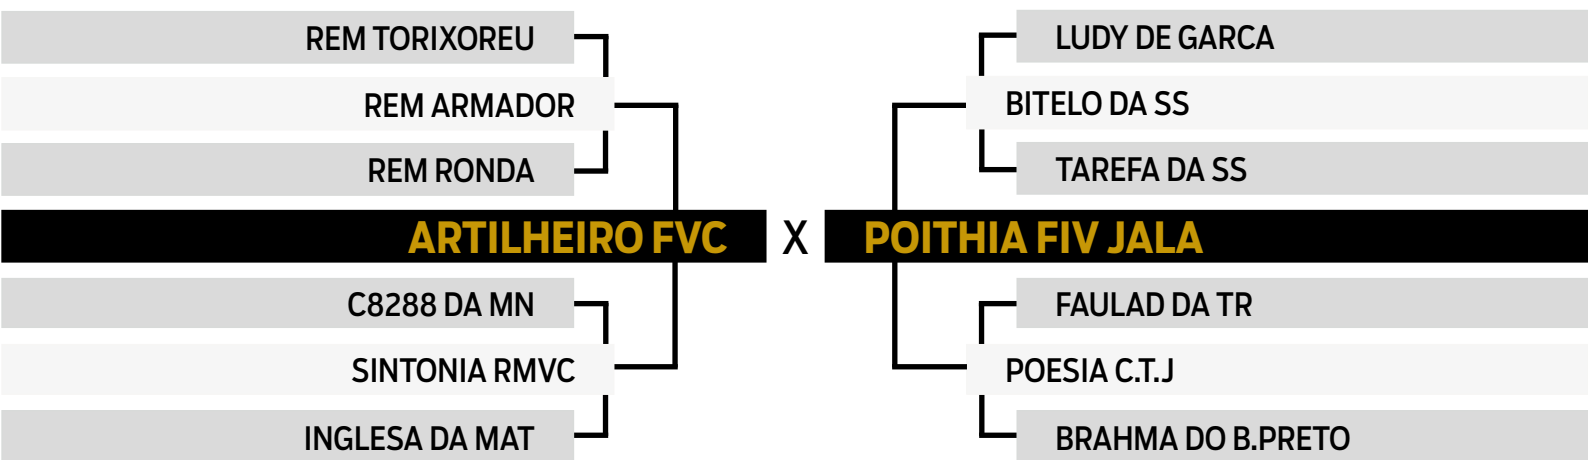 REM TORIXOREU
REM ARMADOR
REM RONDA
ARTILHEIRO FVC
C8288 DA MN
SINTONIA RMVC
INGLESA DA MAT
X
LUDY DE GARCA
BITELO DA SS
TAREFA DA SS
POITHIA FIV JALA
FAULAD DA TR
POESIA C.T.J
BRAHMA DO B.PRETO